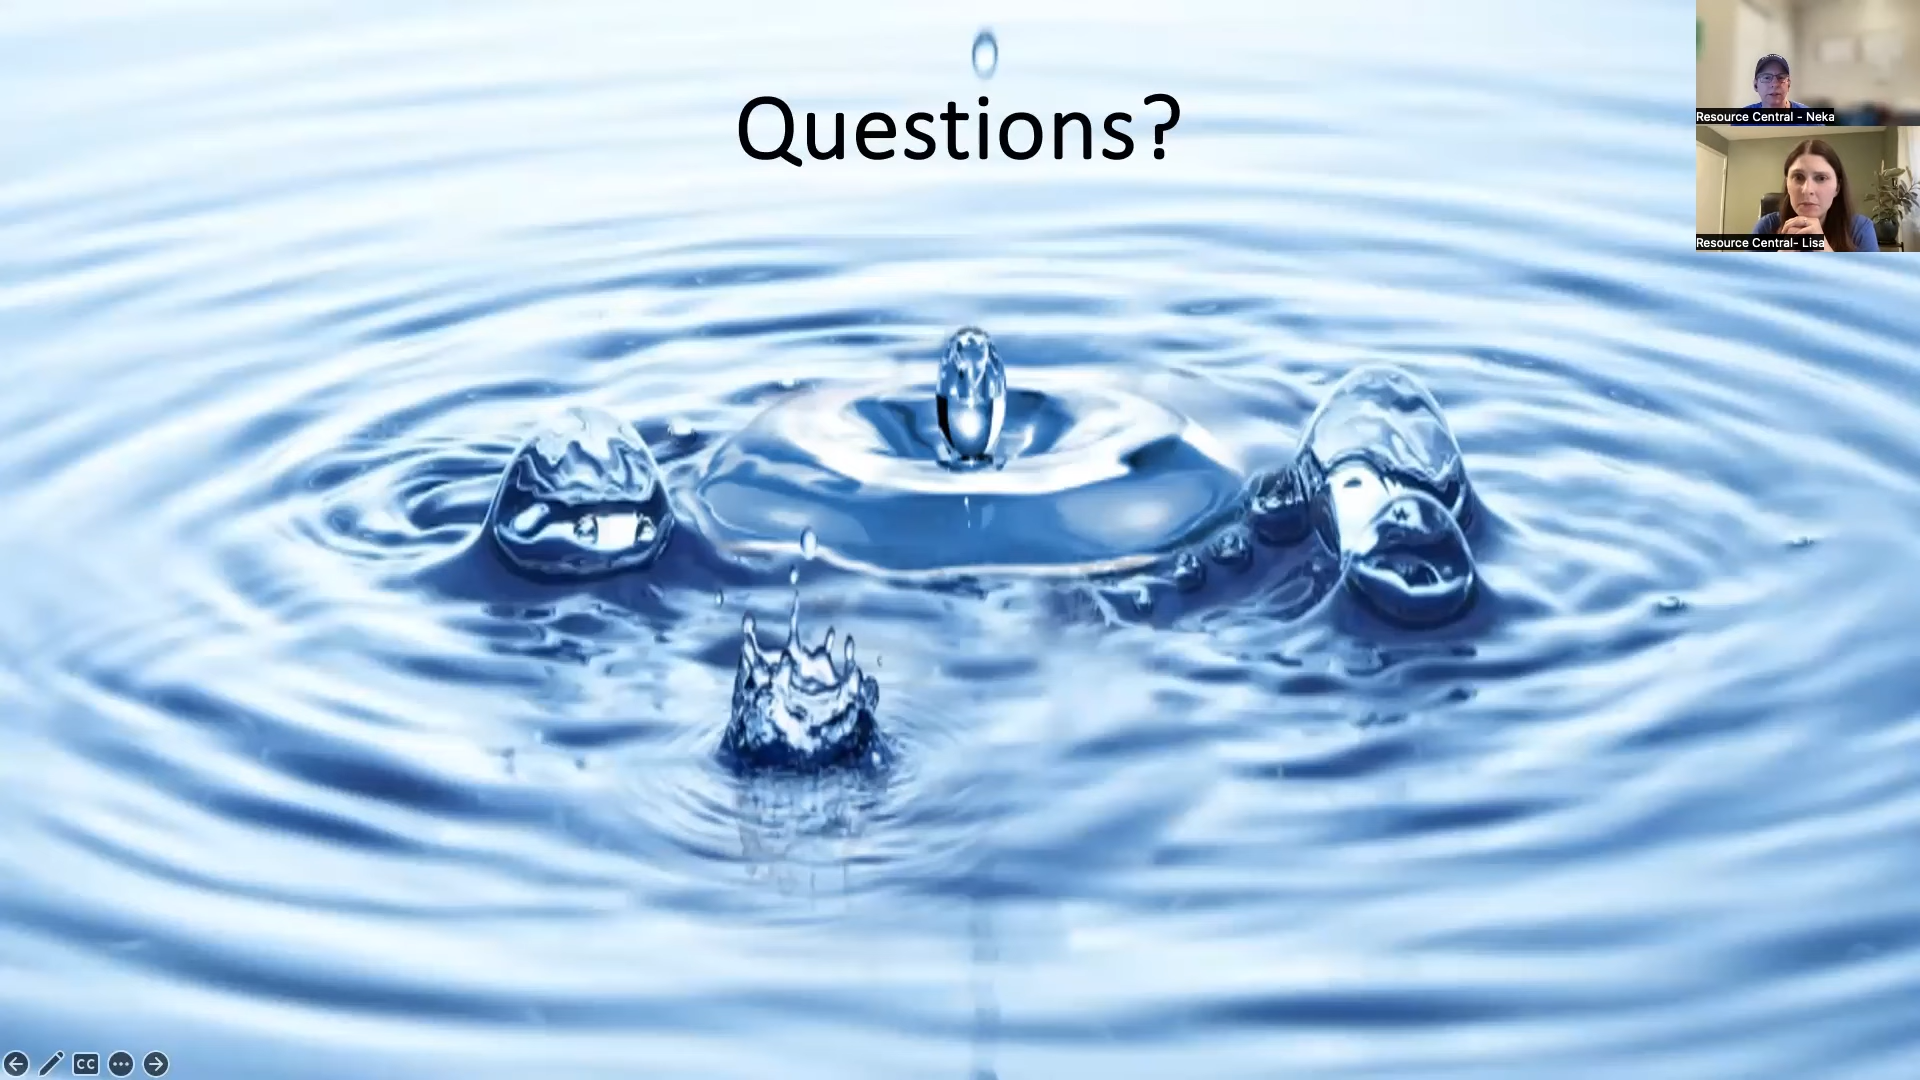 Questions?
Resource Central - Neka
Resource Central- Lisa
CC